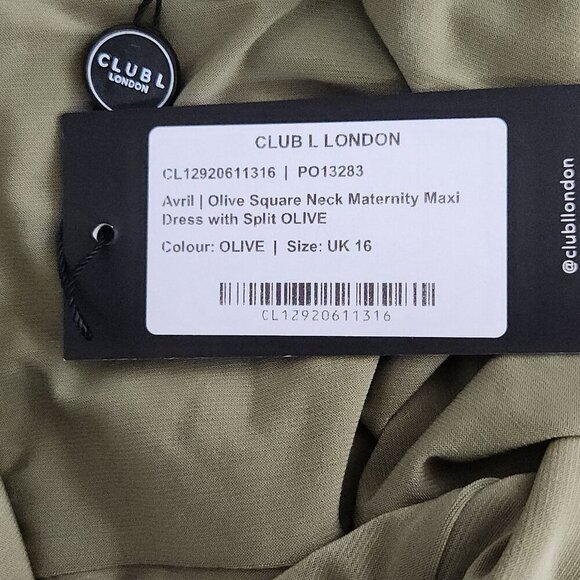 CLUB L
LONDON
CLUB L LONDON
CL12920611316 | PO13283
Avril | Olive Square Neck Maternity Maxi
Dress with Split OLIVE
Colour: OLIVE | Size: UK 16
CL12920611316
@clubllondon